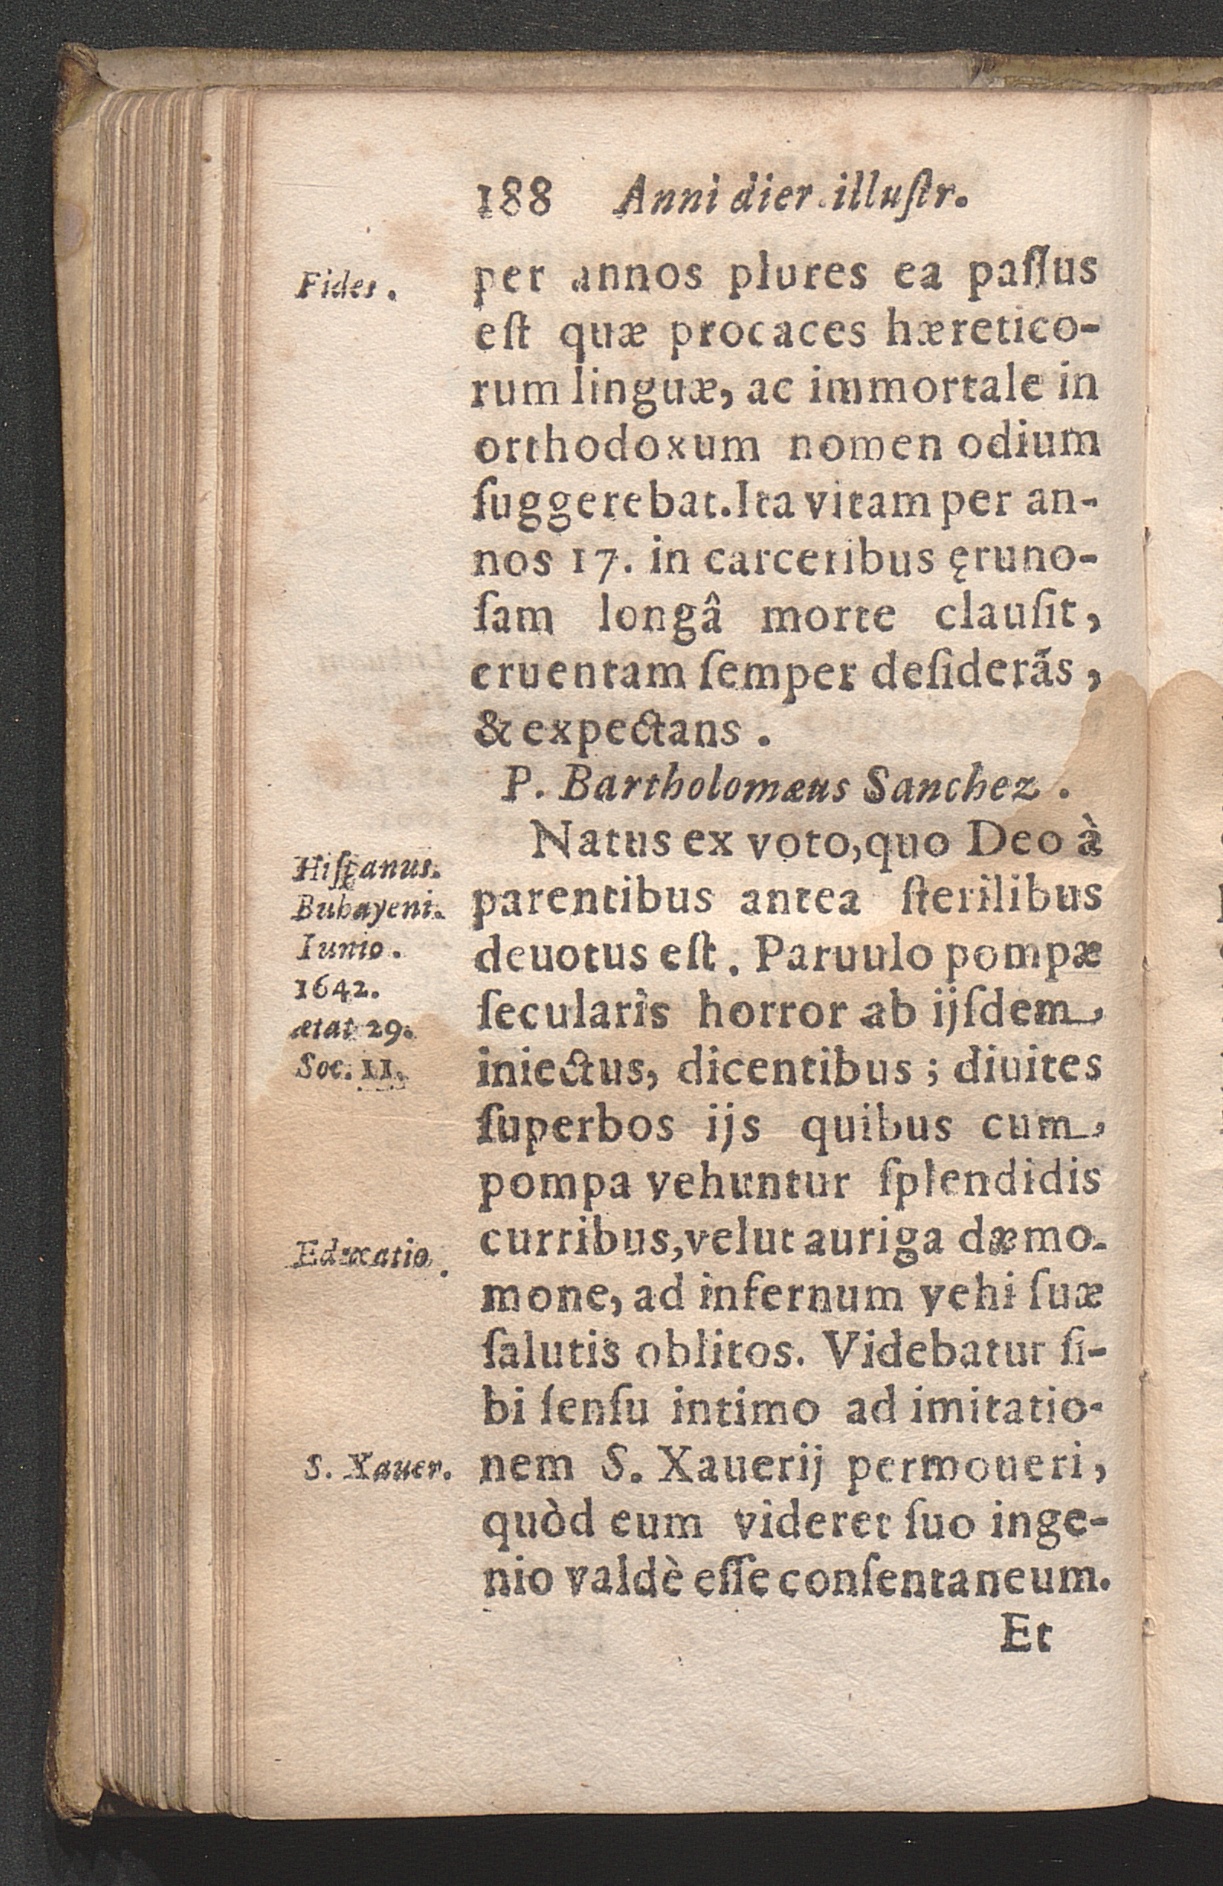 188 Anni dier. illuſtr.
Fides.
per annos plures ea paſſus
eſt quæ procaces hæretico-
rum linguæ, ac immortale in
orthodoxum nomen odium
ſuggerebat. Ita vitam per an-
nos 17. in carceribus ęruno-
ſam longâ morte clauſit,
cruentam ſemper deſiderãs,
& expectans.
P. Bartholomæus Sanchez.
Natus ex voto, quo Deo à
Hiſpanus.
Buhayeni.
Iunio.
1642.
ætat 29.
Soc. 11.
parentibus antea ſterilibus
deuotus eſt. Paruulo pompæ
ſecularis horror ab ijſdem,
iniectus, dicentibus; diuites
ſuperbos ijs quibus cum,
pompa vehuntur ſplendidis
Educatio.
curribus, velut auriga dæmo-
mone, ad infernum vehi ſuæ
ſalutis oblitos. Videbatur ſi-
bi ſenſu intimo ad imitatio-
S. Xauer.
nem S. Xauerij permoueri,
quòd eum videret ſuo inge-
nio valdè eſſe conſentaneum.
Et